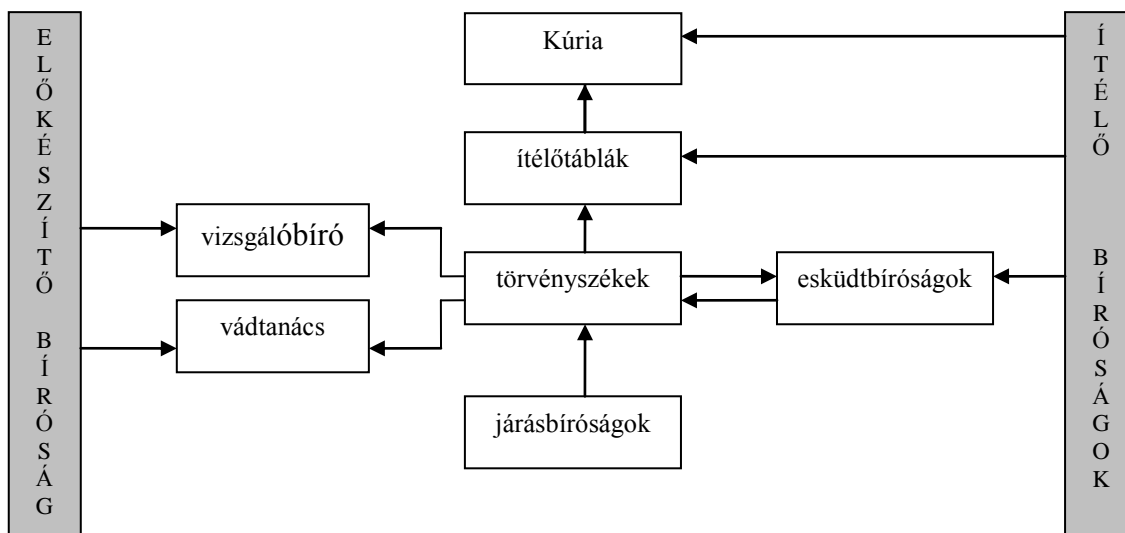 ELŐKÉSZÍTŐ BÍRÓSÁG
Kúria
ítélőtáblák
vizsgálóbíró
törvényszékek
esküdtbíróságok
vádtanács
járásbíróságok
ÍTÉLŐ BÍRÓSÁGOK